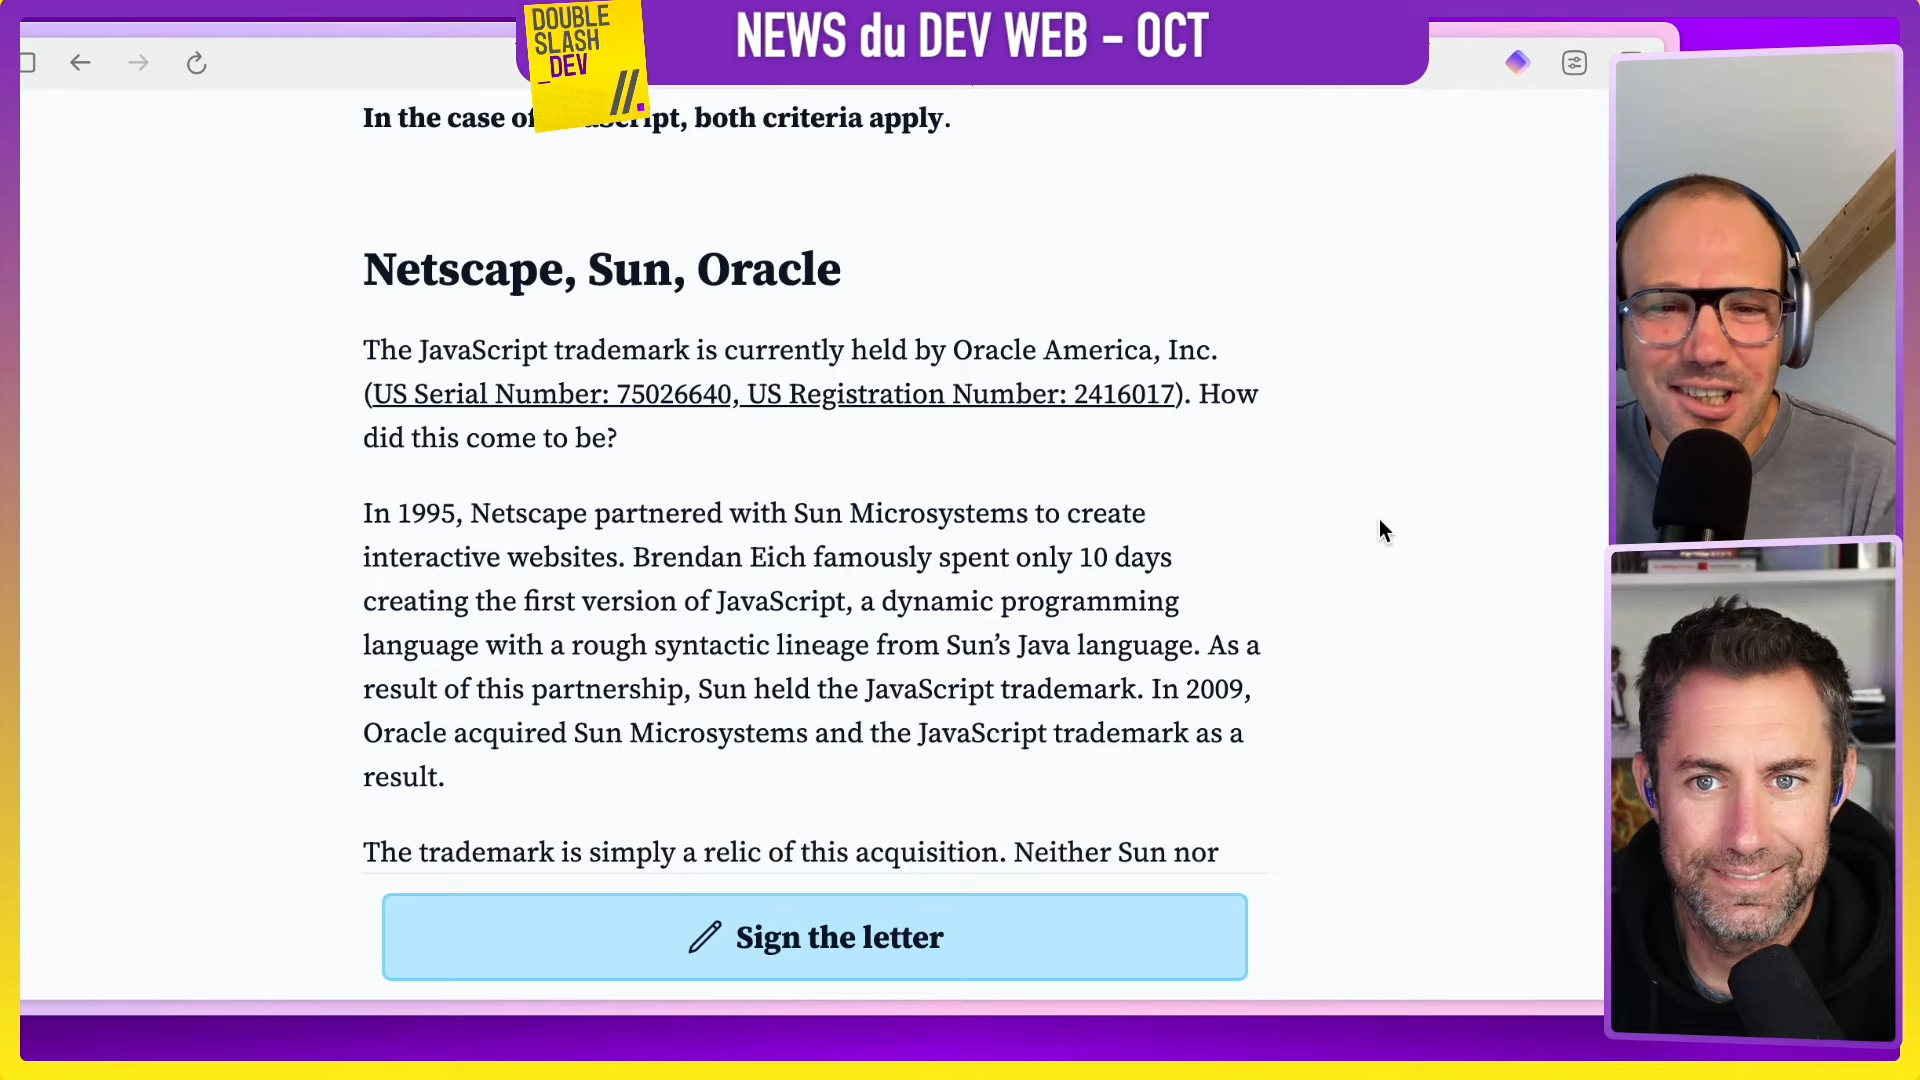 DOUBLE
SLASH
_DEV
//.
NEWS du DEV WEB - OCT
In the case of JavaScript, both criteria apply.
Netscape, Sun, Oracle
The JavaScript trademark is currently held by Oracle America, Inc.
(US Serial Number: 75026640, US Registration Number: 2416017). How
did this come to be?
In 1995, Netscape partnered with Sun Microsystems to create
interactive websites. Brendan Eich famously spent only 10 days
creating the first version of JavaScript, a dynamic programming
language with a rough syntactic lineage from Sun’s Java language. As a
result of this partnership, Sun held the JavaScript trademark. In 2009,
Oracle acquired Sun Microsystems and the JavaScript trademark as a
result.
The trademark is simply a relic of this acquisition. Neither Sun nor
Sign the letter